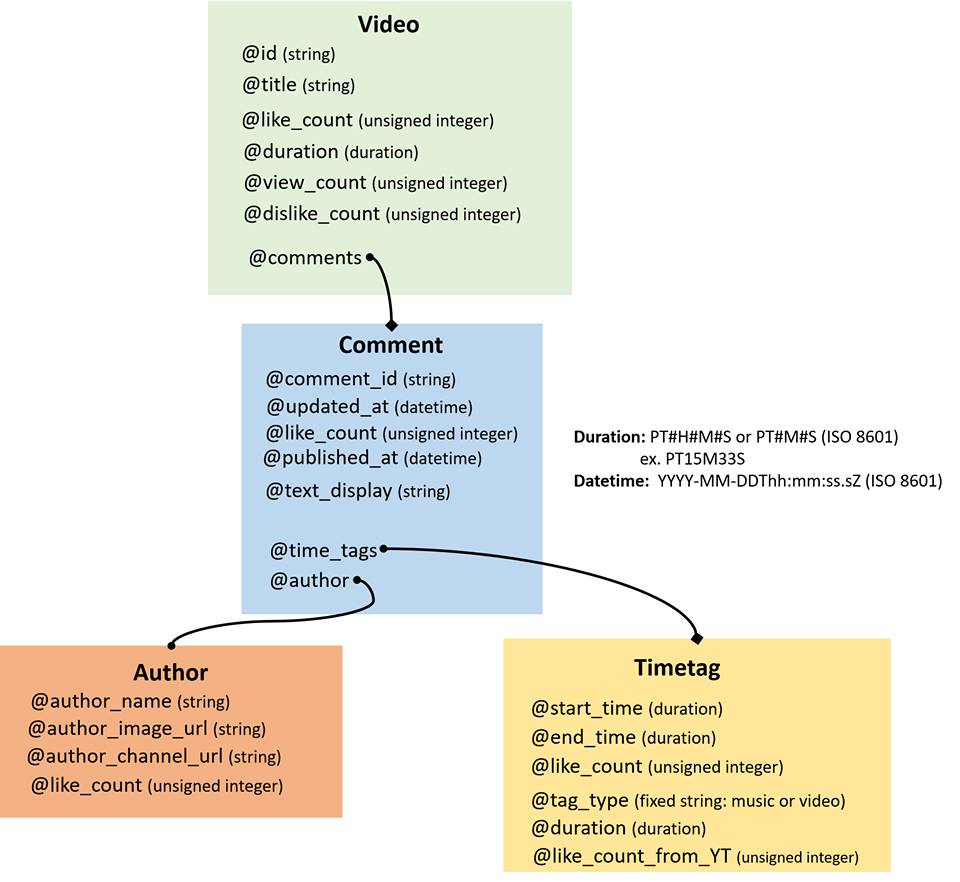 Video
@id (string)
@title (string)
@like_count (unsigned integer)
@duration (duration)
@view_count (unsigned integer)
@dislike_count (unsigned integer)
@comments
Comment
@comment_id (string)
@updated_at (datetime)
@like_count (unsigned integer)
@published_at (datetime)
@text_display (string)
@time_tags
@author
Duration: PT#H#M#S or PT#M#S (ISO 8601)
ex. PT15M33S
Datetime: YYYY-MM-DDThh:mm:ss.sZ (ISO 8601)
Author
@author_name (string)
@author_image_url (string)
@author_channel_url (string)
@like_count (unsigned integer)
Timetag
@start_time (duration)
@end_time (duration)
@like_count (unsigned integer)
@tag_type (fixed string: music or video)
@duration (duration)
@like_count_from_YT (unsigned integer)